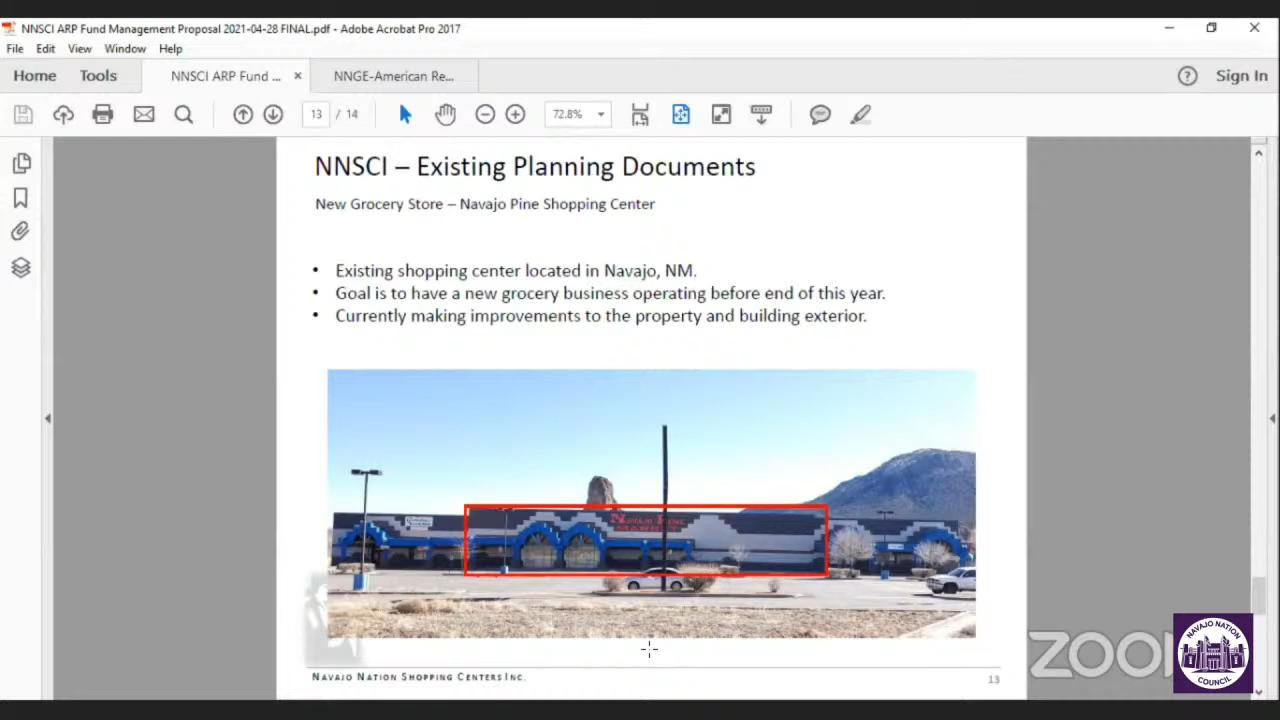 NNSCI ARP Fund Management Proposal 2021-04-28 FINAL.pdf - Adobe Acrobat Pro 2017
File Edit View Window Help
Home Tools NNSCI ARP Fund ... × NNGE-American Re... Sign In
13 / 14 72.8%
NNSCI – Existing Planning Documents
New Grocery Store – Navajo Pine Shopping Center
• Existing shopping center located in Navajo, NM.
• Goal is to have a new grocery business operating before end of this year.
• Currently making improvements to the property and building exterior.
NAVAJO PINE
NAVAJO NATION SHOPPING CENTERS INC.
13
ZOO
NAVAJO NATION
COUNCIL